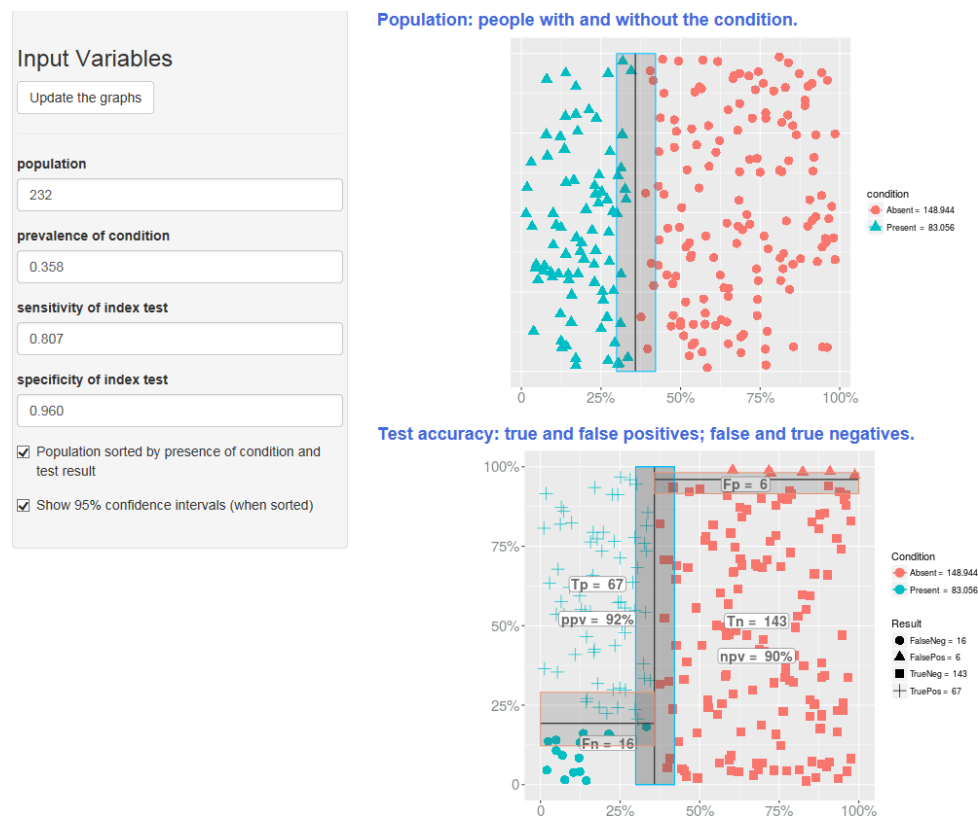 Input Variables
Update the graphs
population
232
prevalence of condition
0.358
sensitivity of index test
0.807
specificity of index test
0.960
Population sorted by presence of condition and
test result
Show 95% confidence intervals (when sorted)
Population: people with and without the condition.
condition
Absent = 148.944
Present = 83.056
0 25% 50% 75% 100%
Test accuracy: true and false positives; false and true negatives.
100%
Fp = 6
75%
Tp = 67
ppv = 92%
50%
Tn = 143
npv = 90%
25%
Fn = 16
0
0 25% 50% 75% 100%
Condition
Absent = 148.944
Present = 83.056
Result
FalseNeg = 16
FalsePos = 6
TrueNeg = 143
TruePos = 67